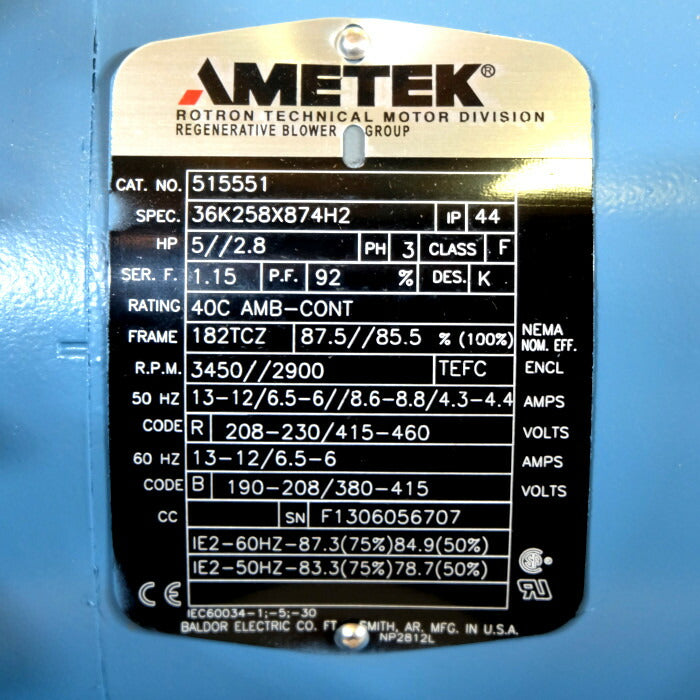 AMETEK®
ROTRON TECHNICAL MOTOR DIVISION
REGENERATIVE BLOWER GROUP
CAT. NO. 515551
SPEC. 36K258X874H2 IP 44
HP 5//2.8 PH 3 CLASS F
SER. F. 1.15 P.F. 92 % DES. K
RATING 40C AMB-CONT
FRAME 182TCZ 87.5//85.5 % (100%) NEMA NOM. EFF.
R.P.M. 3450//2900 TEFC ENCL
50 HZ 13-12/6.5-6//8.6-8.8/4.3-4.4 AMPS
CODE R 208-230/415-460 VOLTS
60 HZ 13-12/6.5-6 AMPS
CODE B 190-208/380-415 VOLTS
CC SN F1306056707
IE2-60HZ-87.3(75%)84.9(50%)
IE2-50HZ-83.3(75%)78.7(50%)
CE
IEC60034-1;-5;-30
BALDOR ELECTRIC CO. FT SMITH, AR. MFG. IN U.S.A.
NP2812L